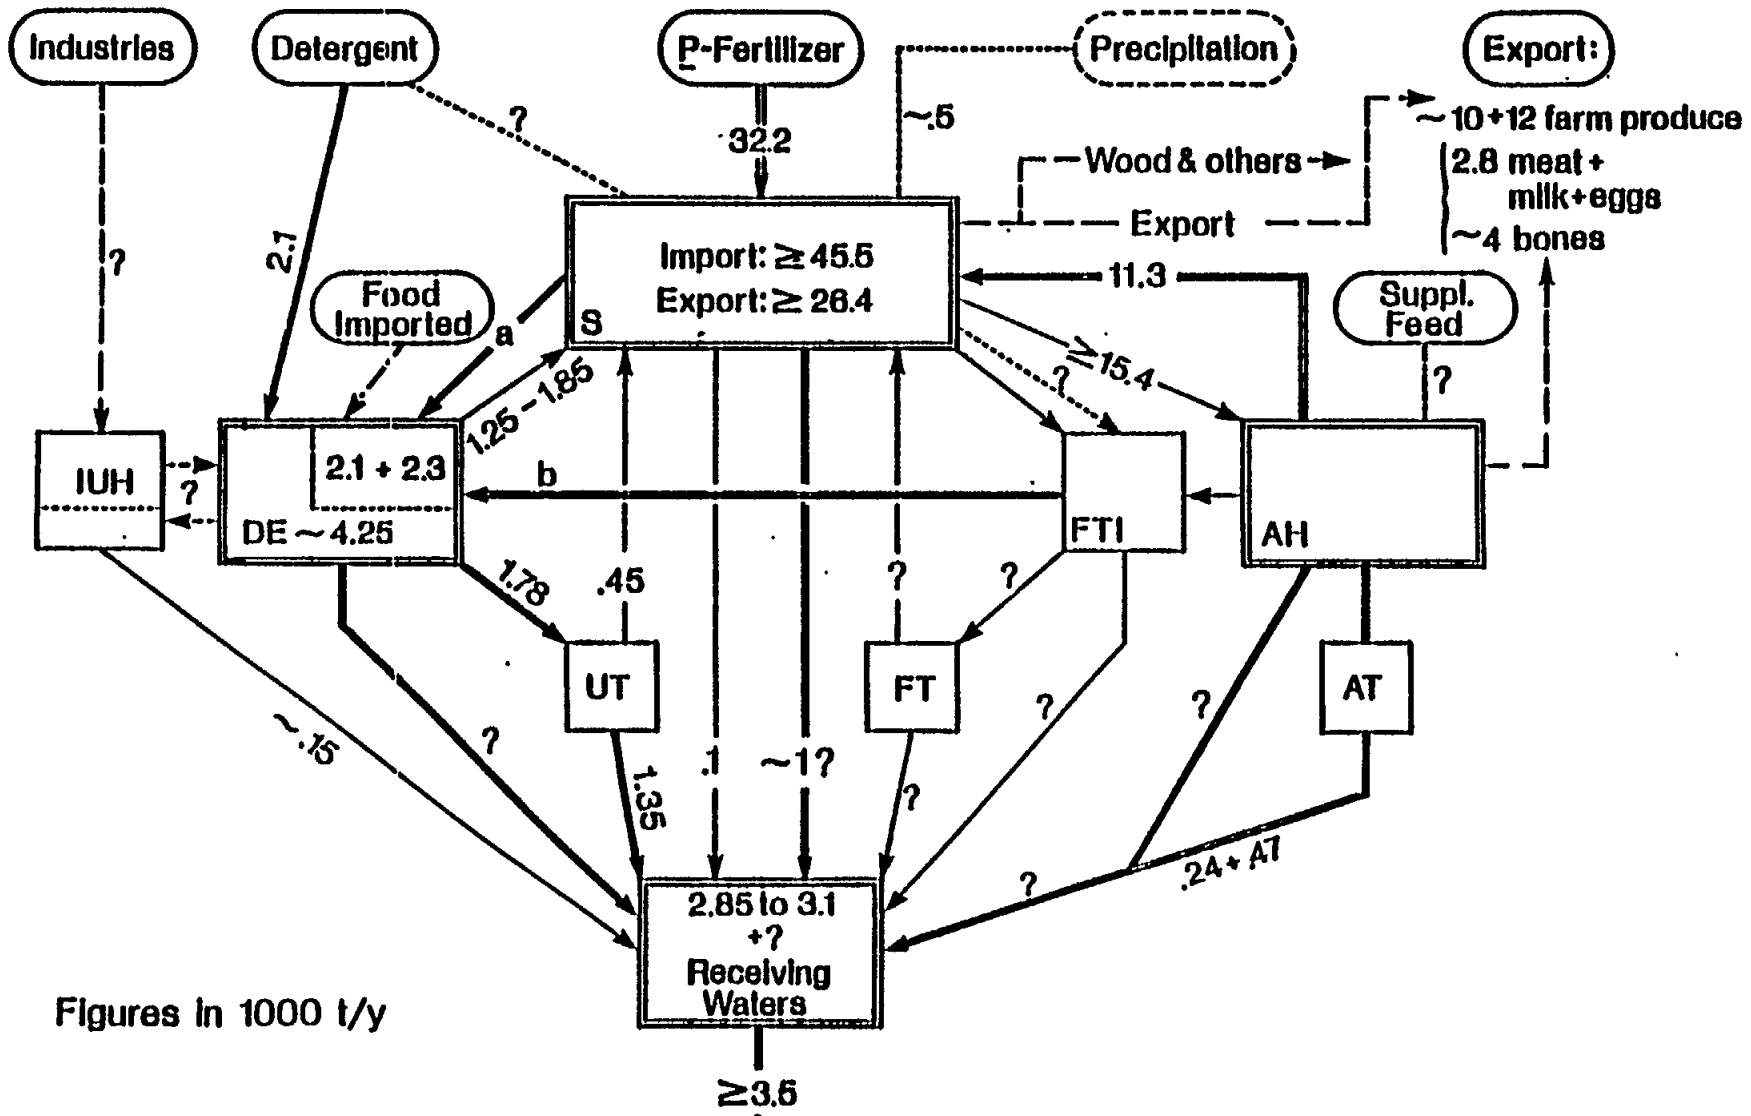 Industries
Detergent
P-Fertilizer
Precipitation
Export:
~10+12 farm produce
2.8 meat+
milk+eggs
~4 bones
?
32.2
~.5
Wood & others
Export
?
2.1
Food
Imported
a
Import: ≥45.5
Export: ≥ 26.4
S
11.3
Suppl.
Feed
?
≥15.4
?
1.25 - 1.85
IUH
?
2.1 + 2.3
DE ~ 4.25
b
FTI
AH
1.78
.45
?
?
UT
FT
AT
~.15
?
1.35
.1
~1?
?
?
?
.24 + .47
?
2.85 to 3.1
+?
Receiving
Waters
Figures in 1000 t/y
≥3.5